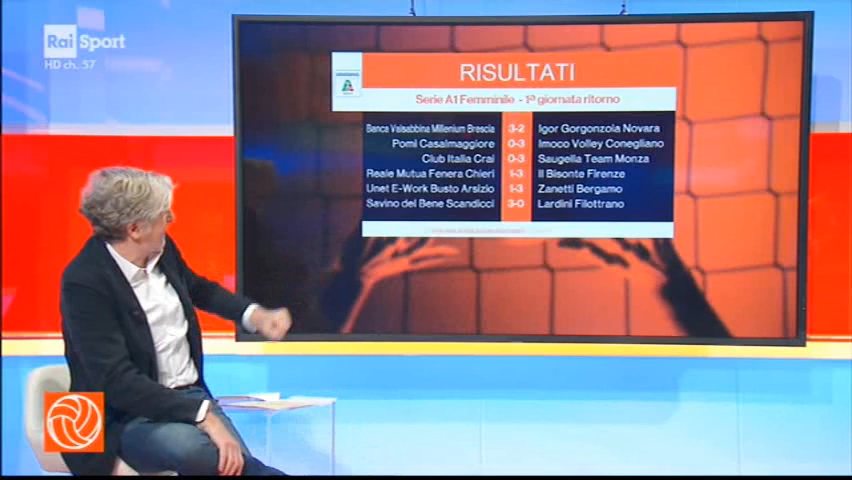 Rai Sport
HD ch. 57
RISULTATI
Serie A1 Femminile - 1ª giornata ritorno
Banca Valsabbina Millenium Brescia 3-2 Igor Gorgonzola Novara
Pomì Casalmaggiore 0-3 Imoco Volley Conegliano
Club Italia Crai 0-3 Saugella Team Monza
Reale Mutua Fenera Chieri 1-3 Il Bisonte Firenze
Unet E-Work Busto Arsizio 1-3 Zanetti Bergamo
Savino del Bene Scandicci 3-0 Lardini Filottrano